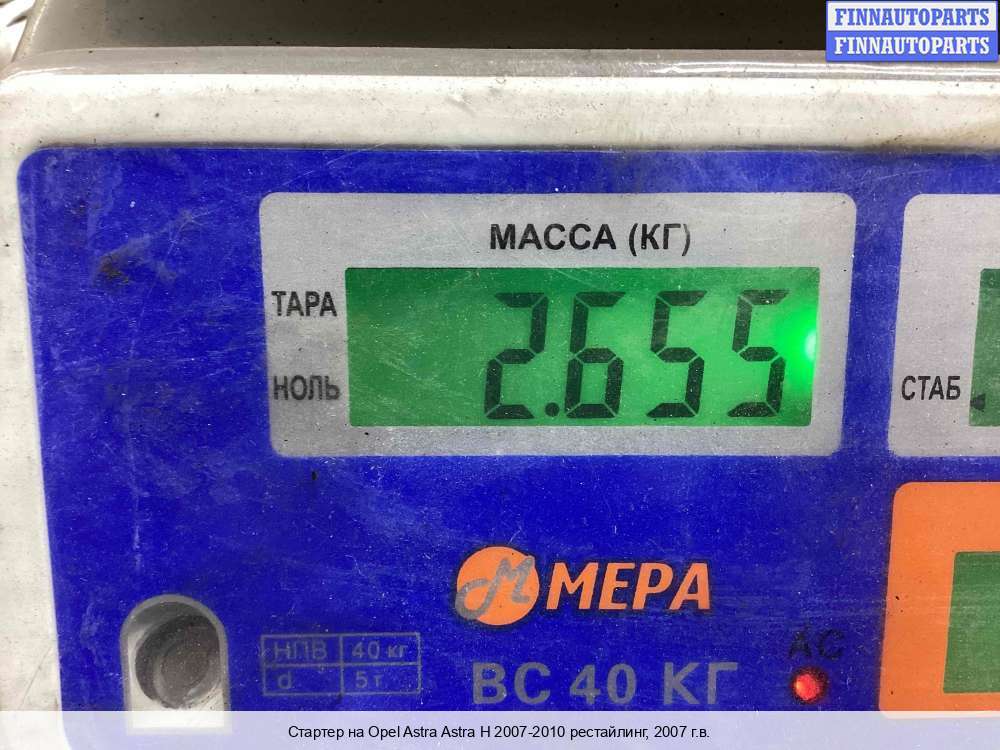 FINNAUTOPARTS
FINNAUTOPARTS
МАССА (КГ)
ТАРА
2.655
НОЛЬ
СТАБ
М МЕРА
НПВ 40 кг
d 5 г
ВС 40 КГ
AC
Стартер на Opel Astra Astra H 2007-2010 рестайлинг, 2007 г.в.